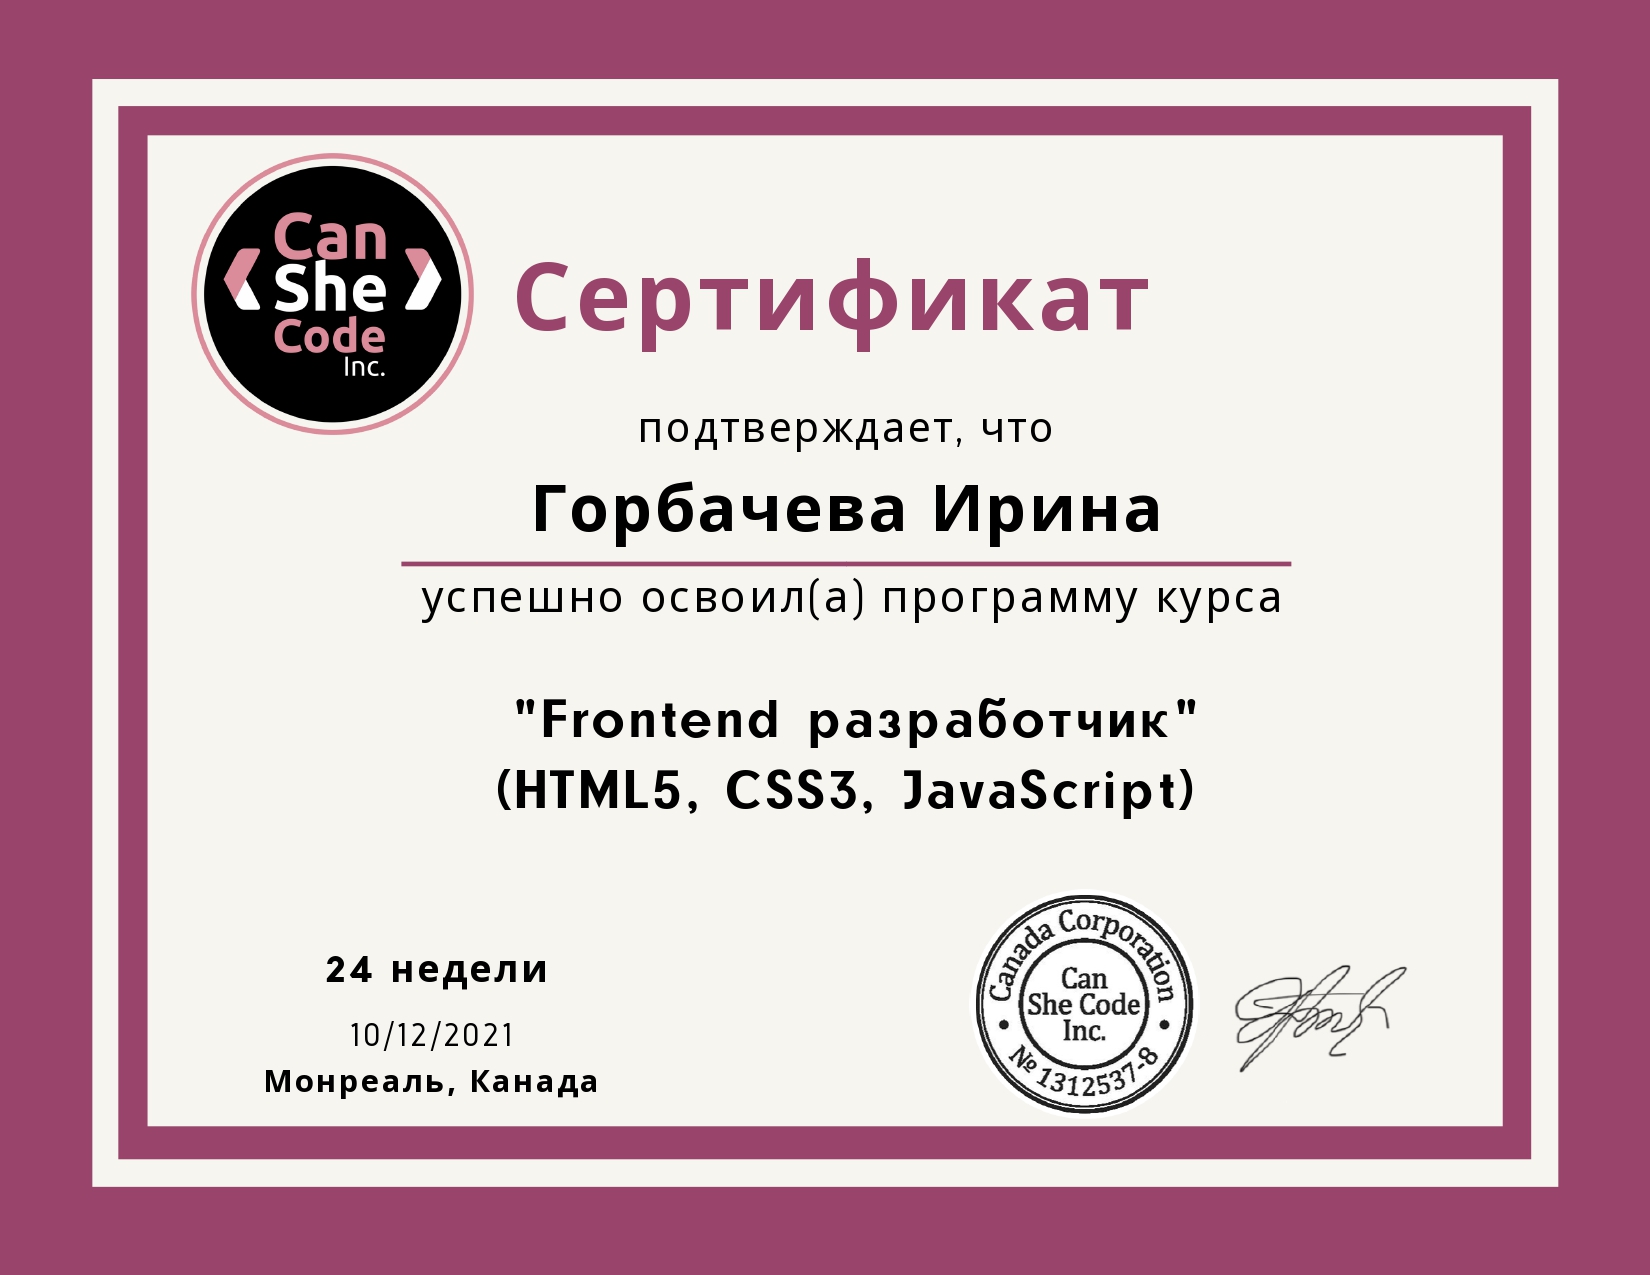 Can
She
Code
Inc.
Сертификат
подтверждает, что
Горбачева Ирина
успешно освоил(а) программу курса
"Frontend разработчик"
(HTML5, CSS3, JavaScript)
24 недели
10/12/2021
Монреаль, Канада
Canada Corporation
Can
She Code
Inc.
№ 1312537-8